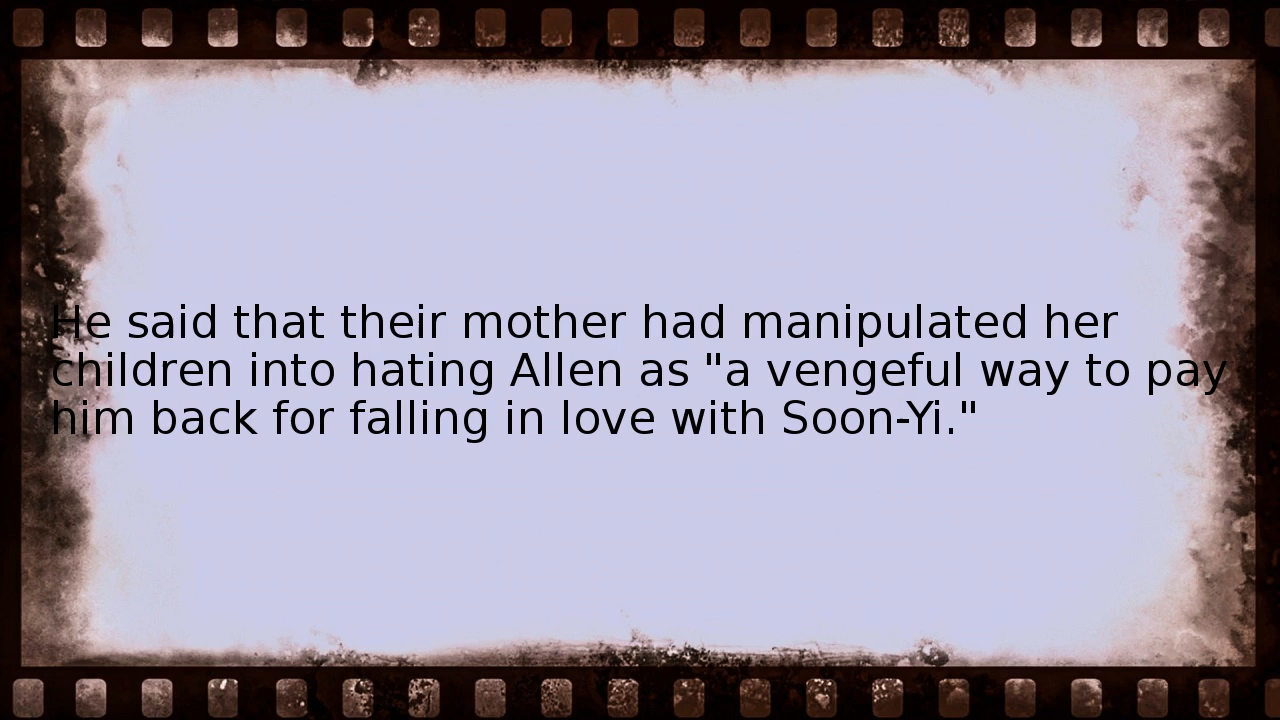 He said that their mother had manipulated her
children into hating Allen as "a vengeful way to pay
him back for falling in love with Soon-Yi."